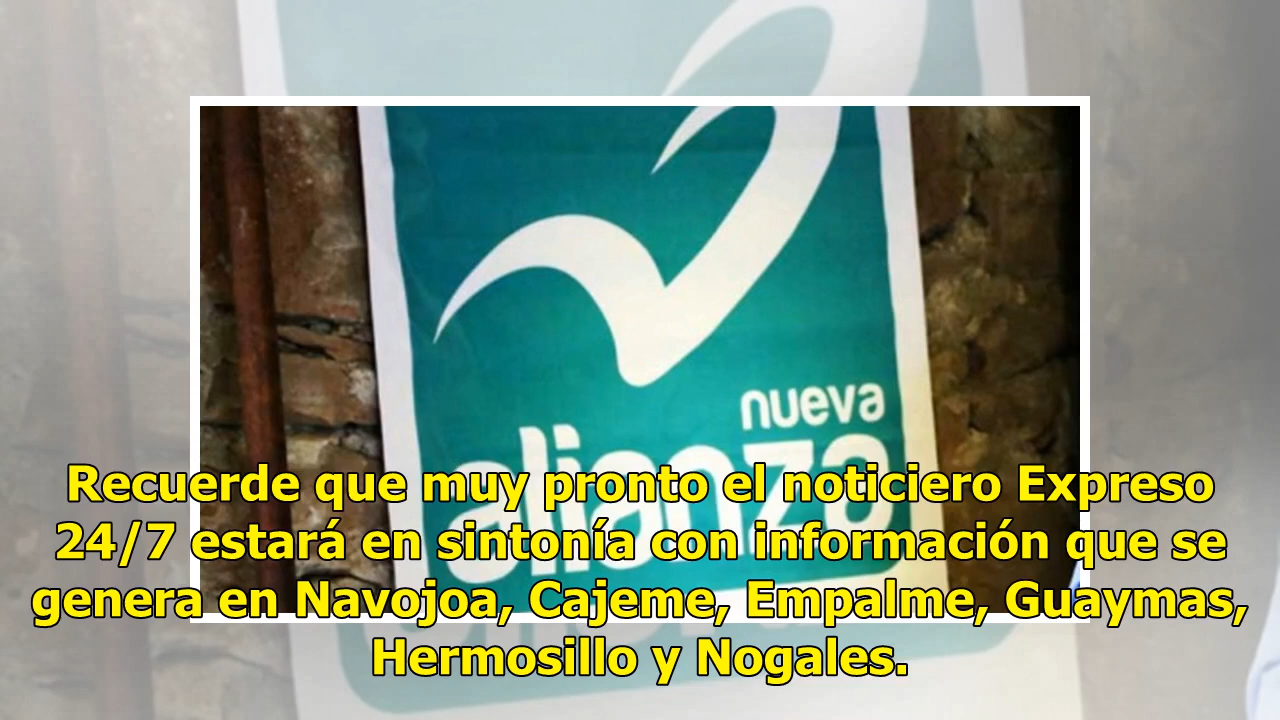 nueva
alianza
Recuerde que muy pronto el noticiero Expreso
24/7 estará en sintonía con información que se
genera en Navojoa, Cajeme, Empalme, Guaymas,
Hermosillo y Nogales.